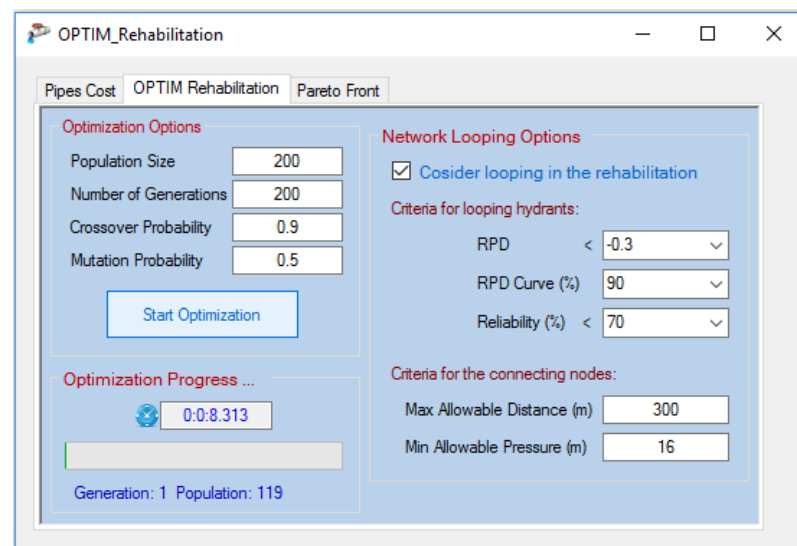 OPTIM_Rehabilitation
Pipes Cost OPTIM Rehabilitation Pareto Front
Optimization Options
Population Size 200
Number of Generations 200
Crossover Probability 0.9
Mutation Probability 0.5
Start Optimization
Optimization Progress ...
0:0:8.313
Generation: 1 Population: 119
Network Looping Options
Cosider looping in the rehabilitation
Criteria for looping hydrants:
RPD < -0.3
RPD Curve (%) 90
Reliability (%) < 70
Criteria for the connecting nodes:
Max Allowable Distance (m) 300
Min Allowable Pressure (m) 16